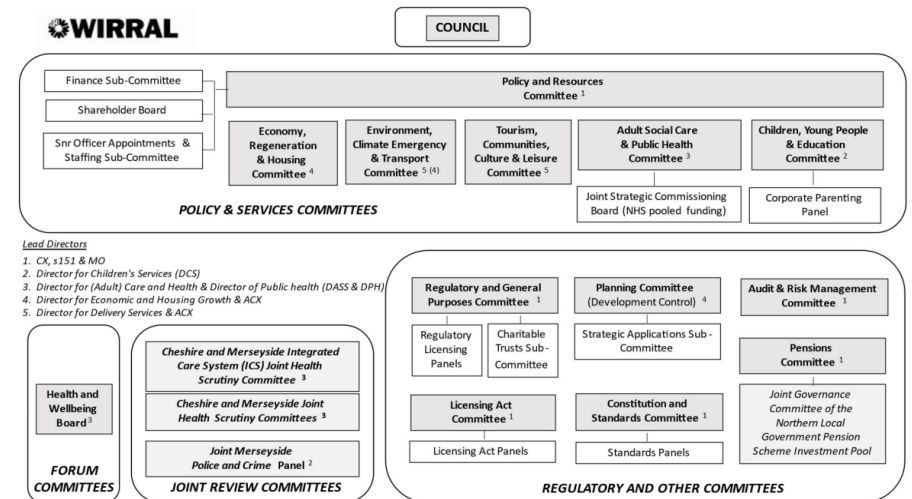 WIRRAL
COUNCIL
Finance Sub-Committee
Shareholder Board
Snr Officer Appointments &
Staffing Sub-Committee
Policy and Resources
Committee 1
Economy,
Regeneration
& Housing
Committee 4
Environment,
Climate Emergency
& Transport
Committee 5 (4)
Tourism,
Communities,
Culture & Leisure
Committee 5
Adult Social Care
& Public Health
Committee 3
Children, Young People
& Education
Committee 2
Joint Strategic Commissioning
Board (NHS pooled funding)
Corporate Parenting
Panel
POLICY & SERVICES COMMITTEES
Lead Directors
1. CX, s151 & MO
2. Director for Children's Services (DCS)
3. Director for (Adult) Care and Health & Director of Public health (DASS & DPH)
4. Director for Economic and Housing Growth & ACX
5. Director for Delivery Services & ACX
Health and
Wellbeing
Board3
FORUM
COMMITTEES
Cheshire and Merseyside Integrated
Care System (ICS) Joint Health
Scrutiny Committee 3
Cheshire and Merseyside Joint
Health Scrutiny Committees 3
Joint Merseyside
Police and Crime Panel 2
JOINT REVIEW COMMITTEES
Regulatory and General
Purposes Committee 1
Regulatory
Licensing
Panels
Charitable
Trusts Sub-
Committee
Planning Committee
(Development Control) 4
Strategic Applications Sub-
Committee
Audit & Risk Management
Committee 1
Pensions
Committee 1
Joint Governance
Committee of the
Northern Local
Government Pension
Scheme Investment Pool
Licensing Act
Committee 1
Licensing Act Panels
Constitution and
Standards Committee 1
Standards Panels
REGULATORY AND OTHER COMMITTEES